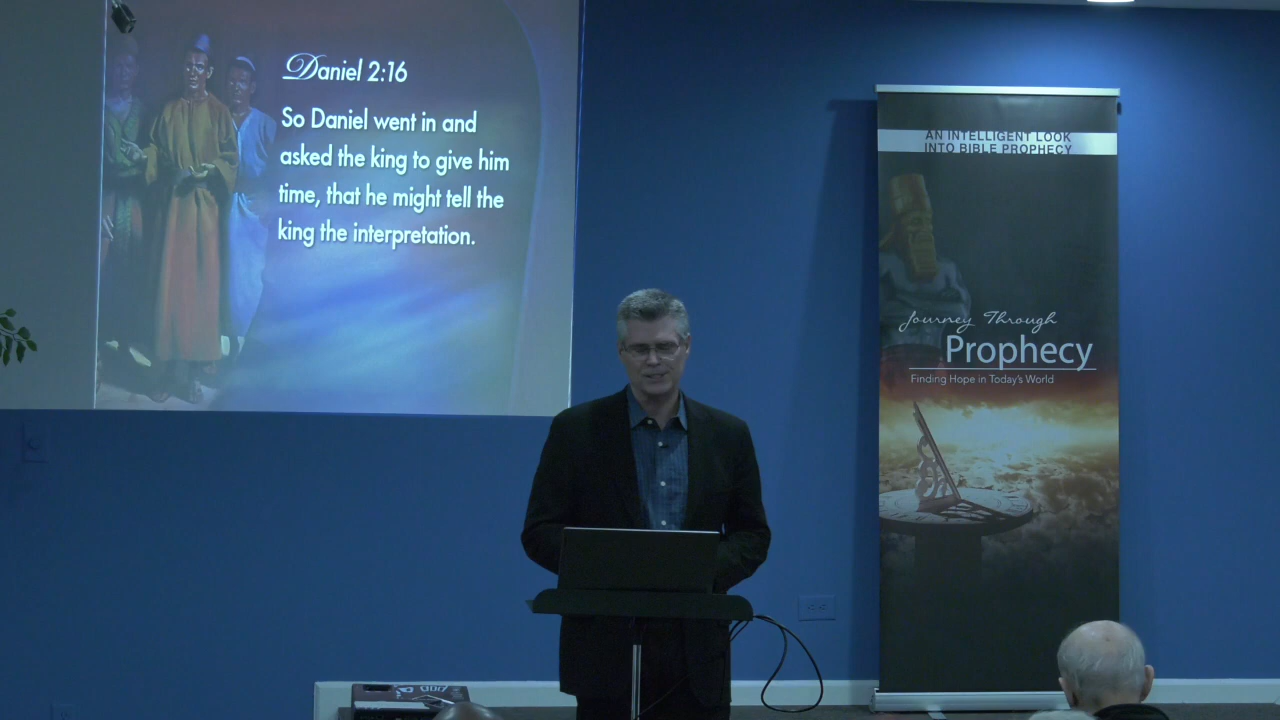 Daniel 2:16
So Daniel went in and
asked the king to give him
time, that he might tell the
king the interpretation.
AN INTELLIGENT LOOK
INTO BIBLE PROPHECY
Journey Through
Prophecy
Finding Hope in Today's World